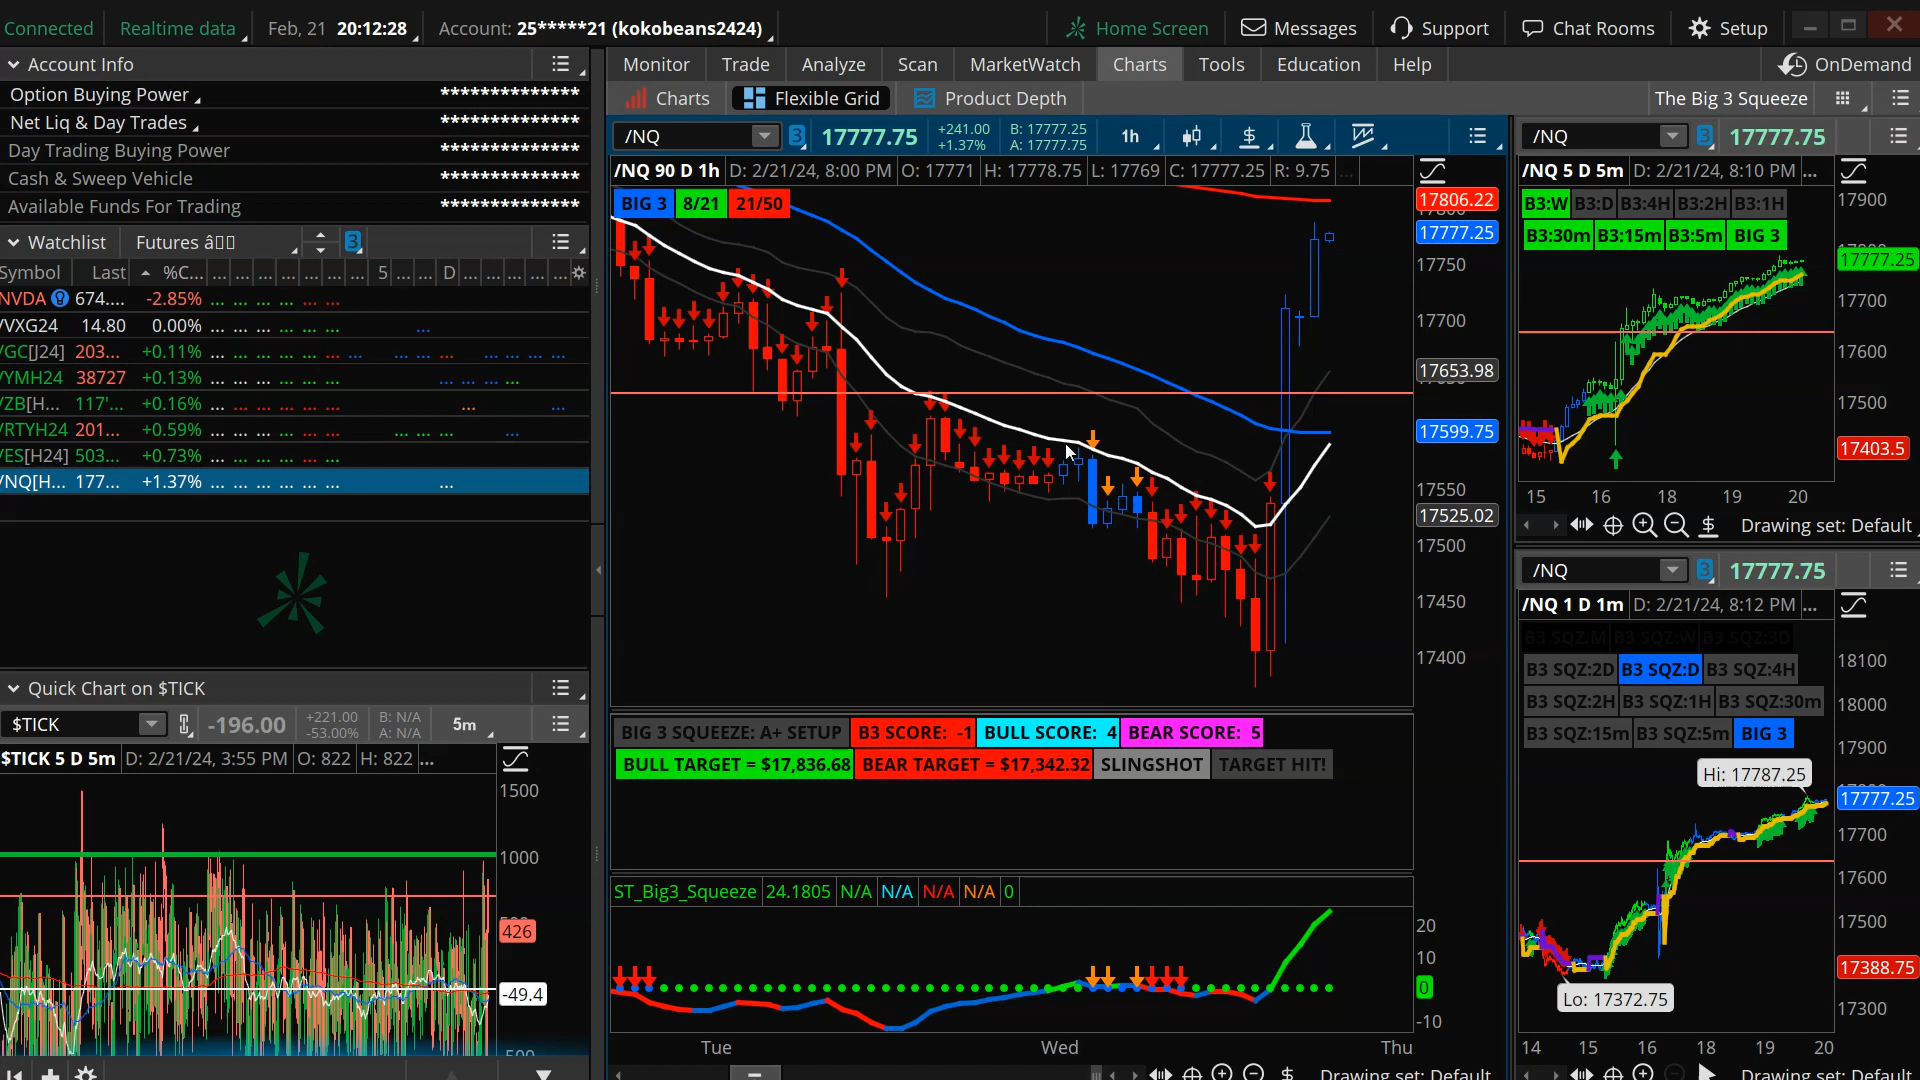 Connected Realtime data Feb, 21 20:12:28 Account: 25*****21 (kokobeans2424) Home Screen Messages Support Chat Rooms Setup
Account Info
Option Buying Power **************
Net Liq & Day Trades **************
Day Trading Buying Power **************
Cash & Sweep Vehicle **************
Available Funds For Trading **************
Watchlist Futures â 3
Symbol Last %C... ... ... ... ... ... ... ... 5 ... ... D ... ... ... ... ...
NVDA 674.... -2.85% ... ... ... ... ... ...
/VXG24 14.80 0.00% ... ... ... ... ... ... ...
/GC[J24] 203... +0.11% ... ... ... ... ... ... ... ... ... ... ... ... ... ...
/YMH24 38727 +0.13% ... ... ... ... ... ... ... ... ... ...
/ZB[H... 117'... +0.16% ... ... ... ... ... ... ... ...
/RTYH24 201... +0.59% ... ... ... ... ... ... ... ... ... ...
/ES[H24] 503... +0.73% ... ... ... ... ... ...
/NQ[H... 177... +1.37% ... ... ... ... ... ... ...
Quick Chart on $TICK
$TICK -196.00 +221.00 -53.00% B: N/A A: N/A 5m
$TICK 5 D 5m D: 2/21/24, 3:55 PM O: 822 H: 822 ...
1500
1000
426
-49.4
Monitor Trade Analyze Scan MarketWatch Charts Tools Education Help OnDemand
Charts Flexible Grid Product Depth The Big 3 Squeeze
/NQ 3 17777.75 +241.00 +1.37% B: 17777.25 A: 17777.75 1h
/NQ 90 D 1h D: 2/21/24, 8:00 PM O: 17771 H: 17778.75 L: 17769 C: 17777.25 R: 9.75 ...
BIG 3 8/21 21/50
17806.22
17777.25
17750
17700
17653.98
17599.75
17550
17525.02
17500
17450
17400
BIG 3 SQUEEZE: A+ SETUP B3 SCORE: -1 BULL SCORE: 4 BEAR SCORE: 5
BULL TARGET = $17,836.68 BEAR TARGET = $17,342.32 SLINGSHOT TARGET HIT!
ST_Big3_Squeeze 24.1805 N/A N/A N/A N/A 0
20
10
0
-10
Tue Wed Thu
Drawing set: Default
/NQ 3 17777.75
/NQ 5 D 5m D: 2/21/24, 8:10 PM ...
B3:W B3:D B3:4H B3:2H B3:1H
B3:30m B3:15m B3:5m BIG 3
17900
17777.25
17700
17600
17500
17403.5
15 16 17 18 19 20
Drawing set: Default
/NQ 3 17777.75
/NQ 1 D 1m D: 2/21/24, 8:12 PM ...
B3 SQZ:M B3 SQZ:W B3 SQZ:3D
B3 SQZ:2D B3 SQZ:D B3 SQZ:4H
B3 SQZ:2H B3 SQZ:1H B3 SQZ:30m
B3 SQZ:15m B3 SQZ:5m BIG 3
Hi: 17787.25
Lo: 17372.75
18100
18000
17900
17777.25
17700
17600
17500
17388.75
17300
14 15 16 17 18 19 20
Drawing set: Default